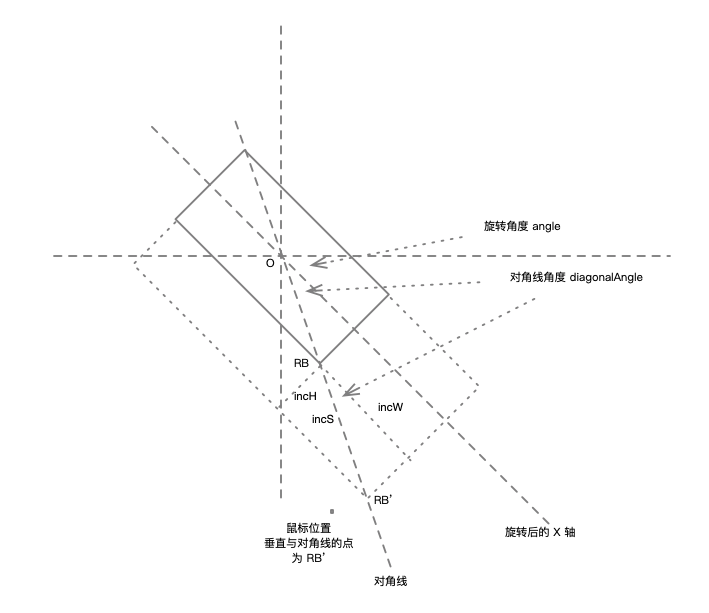 旋转角度 angle
O
对角线角度 diagonalAngle
RB
incH
incW
incS
RB’
鼠标位置
垂直与对角线的点
为 RB’
旋转后的 X 轴
对角线